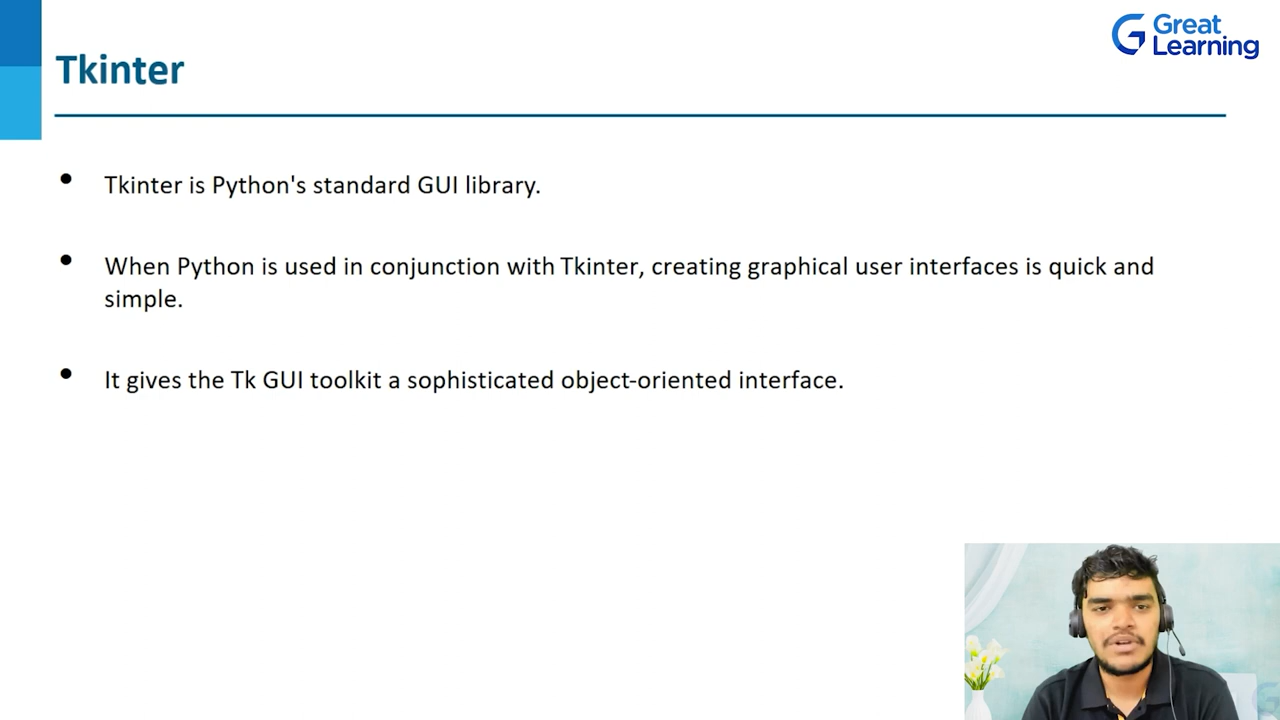 Great
Learning
Tkinter
• Tkinter is Python's standard GUI library.
• When Python is used in conjunction with Tkinter, creating graphical user interfaces is quick and
simple.
• It gives the Tk GUI toolkit a sophisticated object-oriented interface.